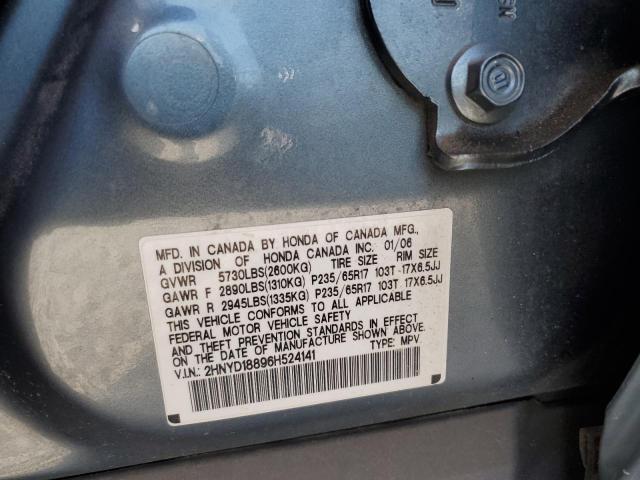 MFD. IN CANADA BY HONDA OF CANADA MFG.,
A DIVISION OF HONDA CANADA INC. 01/06
GVWR 5730LBS(2600KG) TIRE SIZE RIM SIZE
GAWR F 2890LBS(1310KG) P235/65R17 103T 17X6.5JJ
GAWR R 2945LBS(1335KG) P235/65R17 103T 17X6.5JJ
THIS VEHICLE CONFORMS TO ALL APPLICABLE
FEDERAL MOTOR VEHICLE SAFETY
AND THEFT PREVENTION STANDARDS IN EFFECT
ON THE DATE OF MANUFACTURE SHOWN ABOVE.
V.I.N.: 2HNYD18896H524141 TYPE: MPV